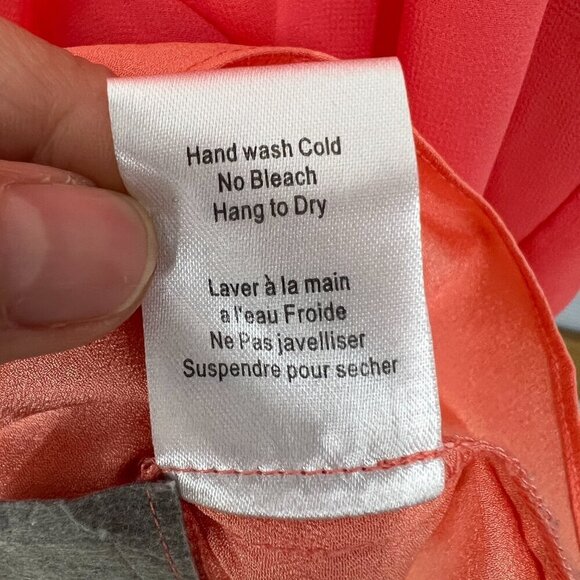 Hand wash Cold
No Bleach
Hang to Dry
Laver à la main
a l'eau Froide
Ne Pas javelliser
Suspendre pour secher